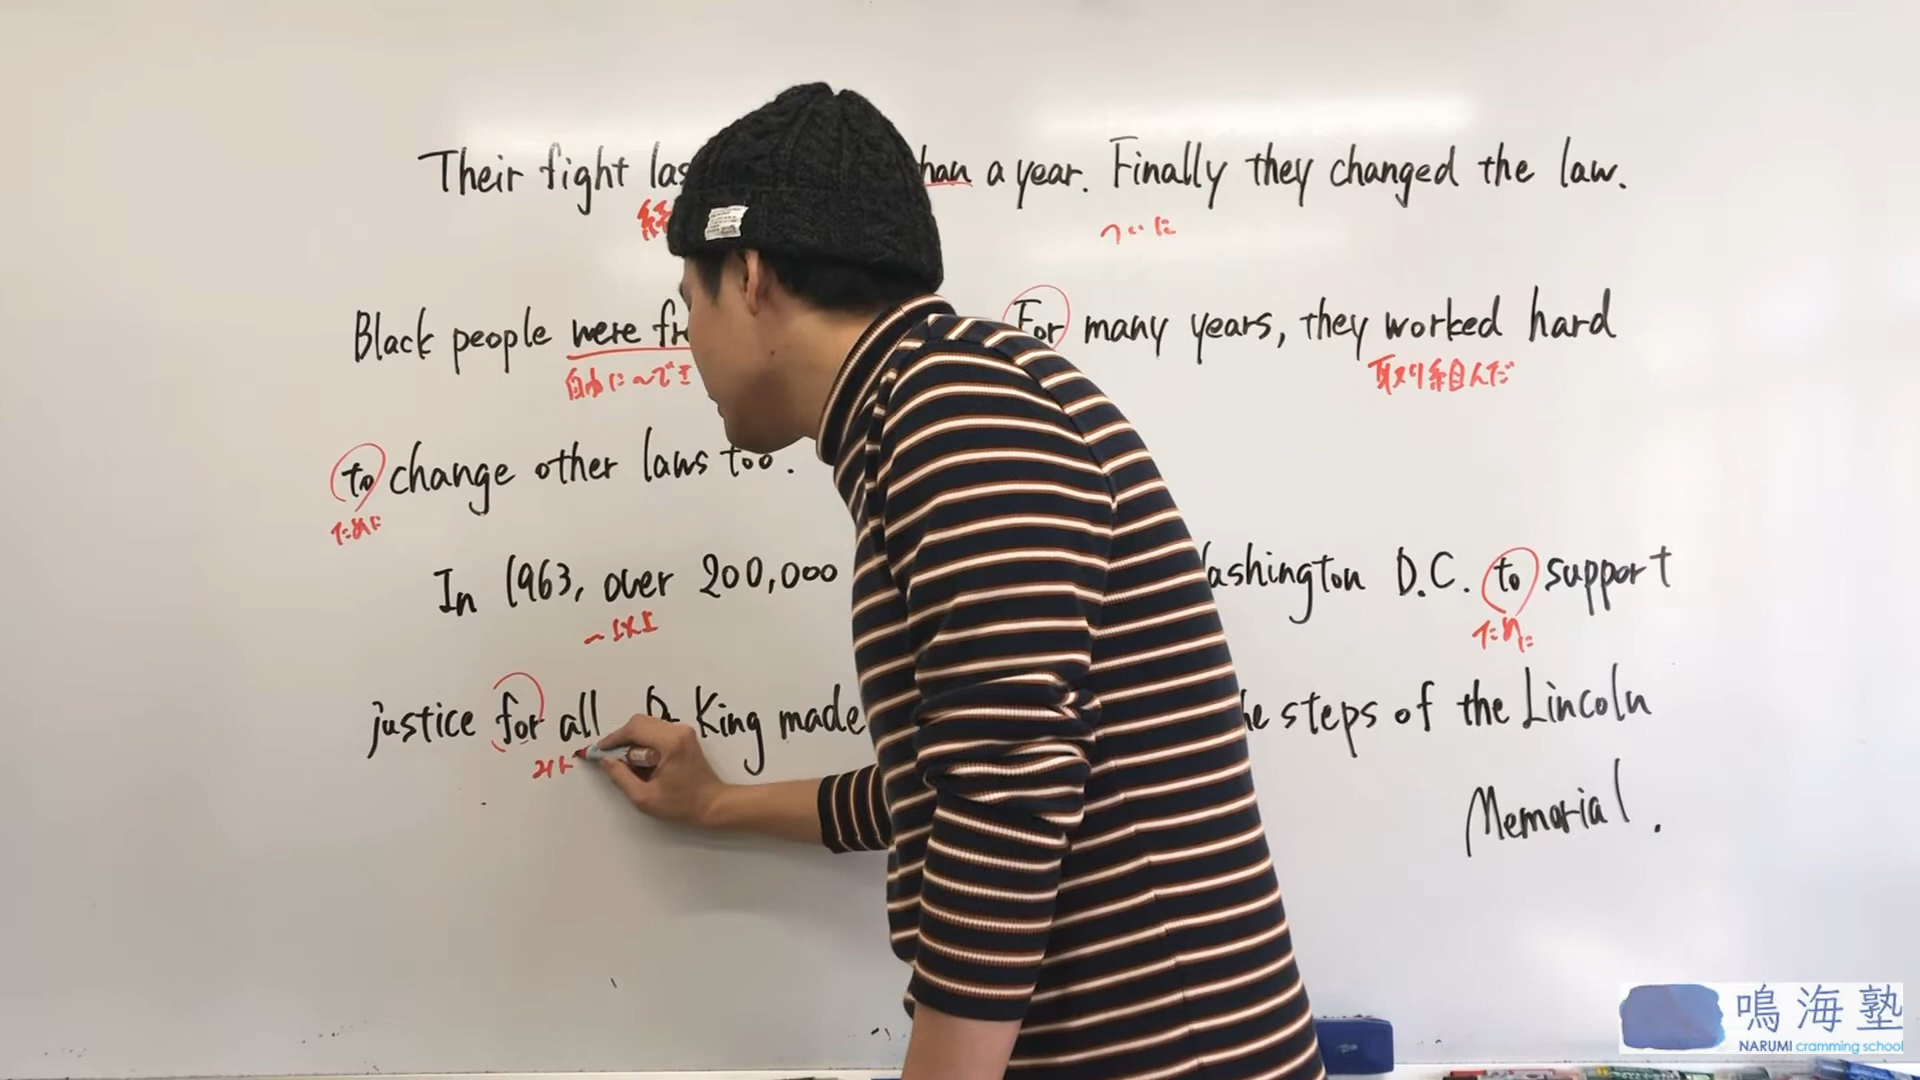 Their fight las han a year. Finally they changed the law.
経 ついに
Black people were fr For many years, they worked hard
自由に〜でき 取り組んだ
to change other laws too.
ために
In 1963, over 200,000 ashington D.C. to support
〜以上 ために
justice for all King made he steps of the Lincoln
Memorial.
鳴海塾
NARUMI cramming school